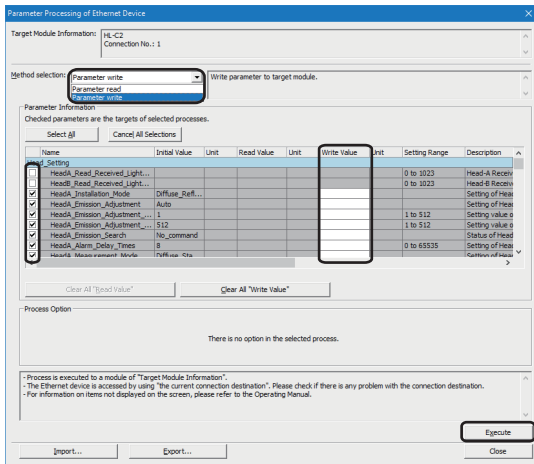 Parameter Processing of Ethernet Device
Target Module Information:
HL-C2
Connection No.: 1
Method selection:
Parameter write
Write parameter to target module.
Parameter read
Parameter write
Parameter Information
Checked parameters are the targets of selected processes.
Select All
Cancel All Selections
Name Initial Value Unit Read Value Unit Write Value Unit Setting Range Description
Head_Setting
HeadA_Read_Received_Light... 0 to 1023 Head-A Receiv
HeadB_Read_Received_Light... 0 to 1023 Head-B Receiv
HeadA_Installation_Mode Diffuse_Refl... Setting of Head
HeadA_Emission_Adjustment Auto Setting of Head
HeadA_Emission_Adjustment_... 1 1 to 512 Setting value o
HeadA_Emission_Adjustment_... 512 1 to 512 Setting value o
HeadA_Emission_Search No_command Status of Head
HeadA_Alarm_Delay_Times 8 0 to 65535 Setting of Head
HeadA_Measurement_Mode Diffuse_Sta... Setting of Head
Clear All "Read Value"
Clear All "Write Value"
Process Option
There is no option in the selected process.
- Process is executed to a module of "Target Module Information".
- The Ethernet device is accessed by using "the current connection destination". Please check if there is any problem with the connection destination.
- For information on items not displayed on the screen, please refer to the Operating Manual.
Execute
Import...
Export...
Close